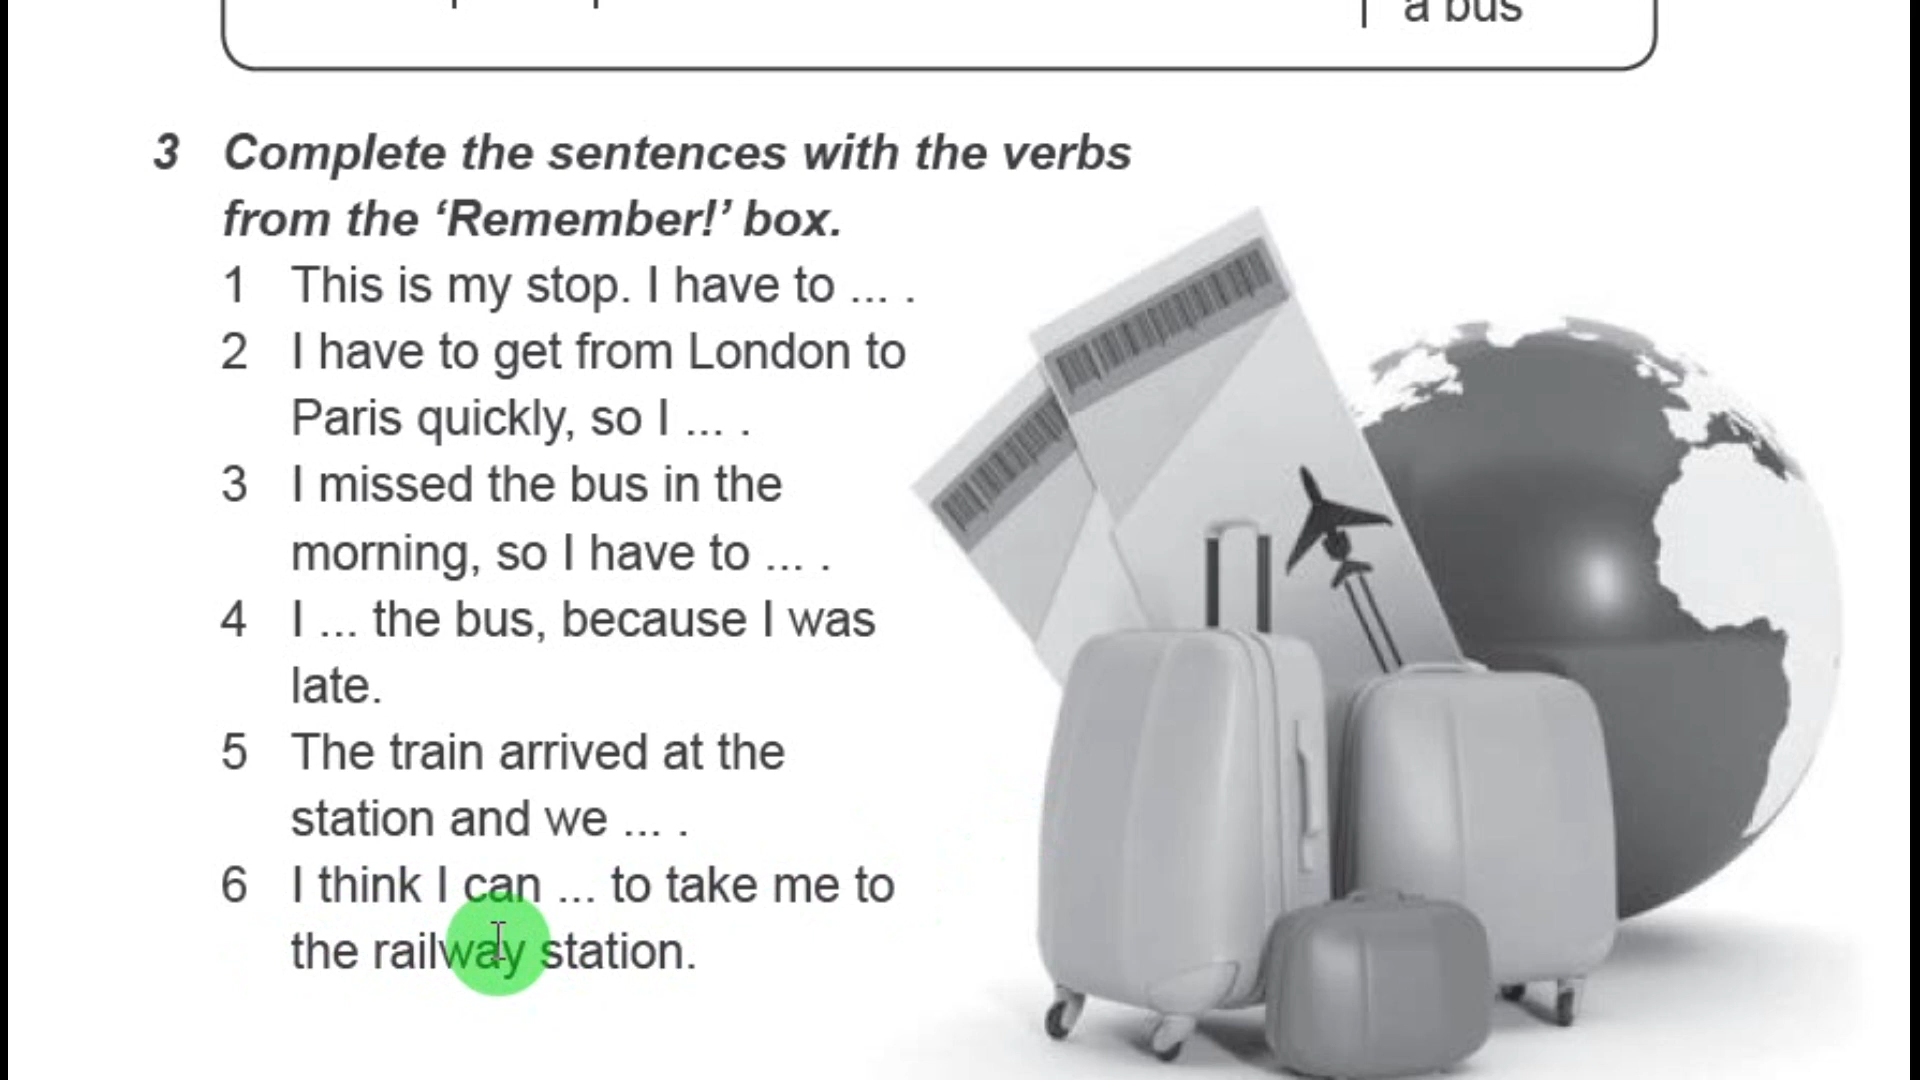 a bus
3 Complete the sentences with the verbs
from the ‘Remember!’ box.
1 This is my stop. I have to ... .
2 I have to get from London to
Paris quickly, so I ... .
3 I missed the bus in the
morning, so I have to ... .
4 I ... the bus, because I was
late.
5 The train arrived at the
station and we ... .
6 I think I can ... to take me to
the railway station.